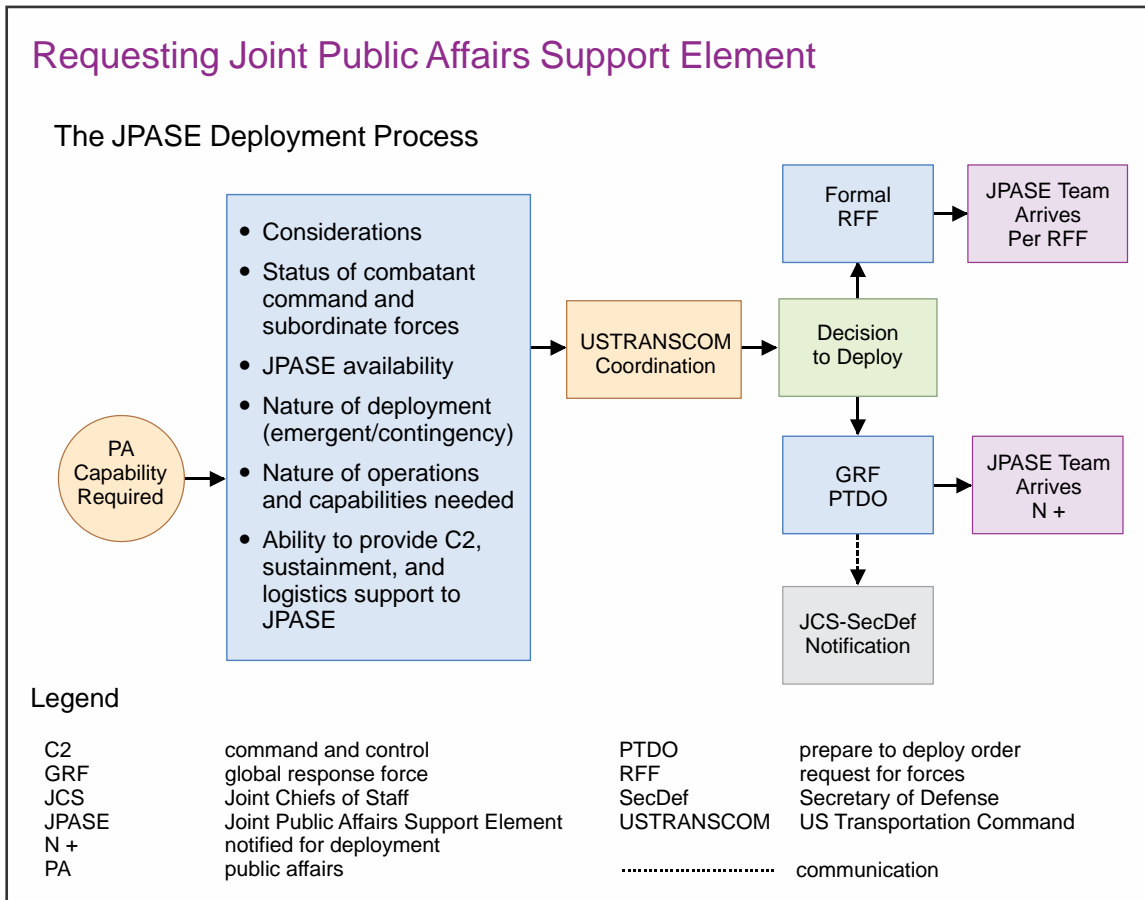 Requesting Joint Public Affairs Support Element
The JPASE Deployment Process
PA
Capability
Required
• Considerations
• Status of combatant
command and
subordinate forces
• JPASE availability
• Nature of deployment
(emergent/contingency)
• Nature of operations
and capabilities needed
• Ability to provide C2,
sustainment, and
logistics support to
JPASE
USTRANSCOM
Coordination
Decision
to Deploy
Formal
RFF
JPASE Team
Arrives
Per RFF
GRF
PTDO
JPASE Team
Arrives
N +
JCS-SecDef
Notification
Legend
C2 command and control
GRF global response force
JCS Joint Chiefs of Staff
JPASE Joint Public Affairs Support Element
N + notified for deployment
PA public affairs
PTDO prepare to deploy order
RFF request for forces
SecDef Secretary of Defense
USTRANSCOM US Transportation Command
communication